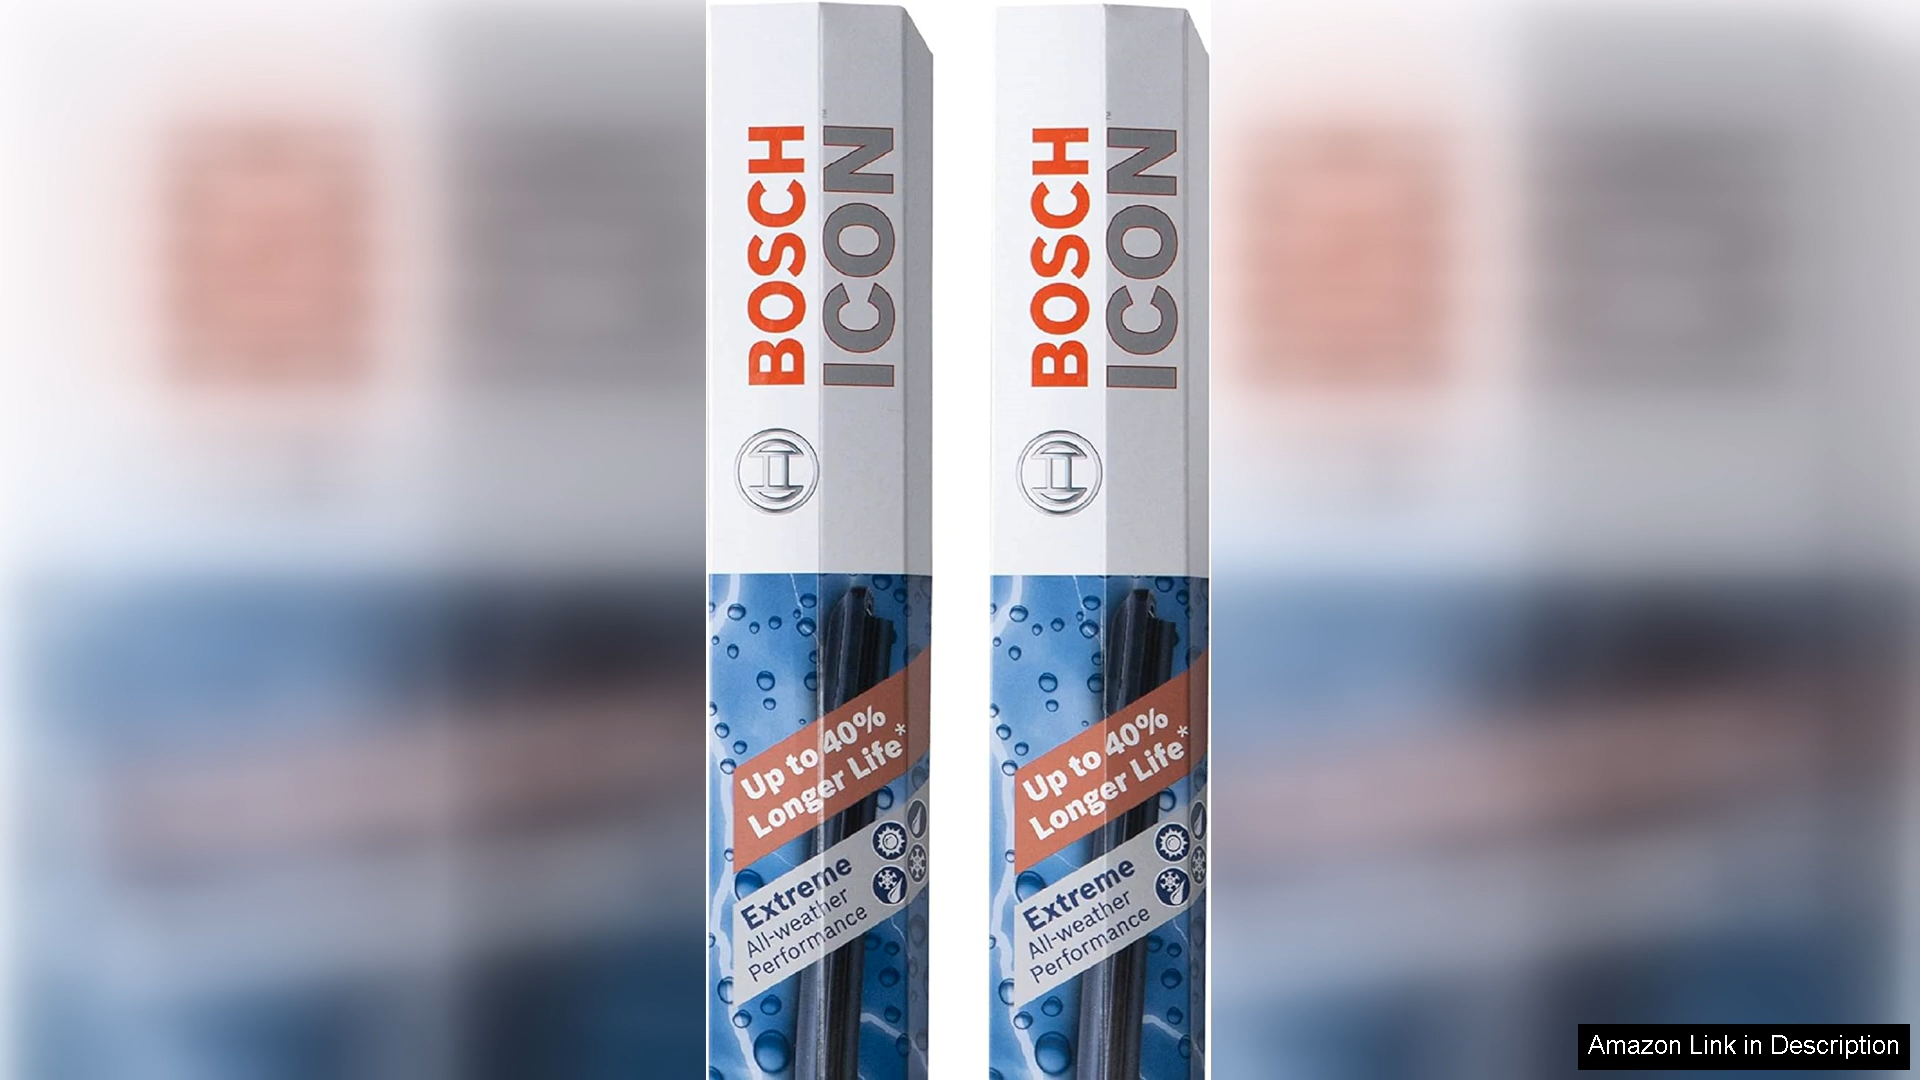 BOSCH
ICON
Up to 40%
Longer Life*
Extreme
All-weather
Performance
BOSCH
ICON
Up to 40%
Longer Life*
Extreme
All-weather
Performance
Amazon Link in Description